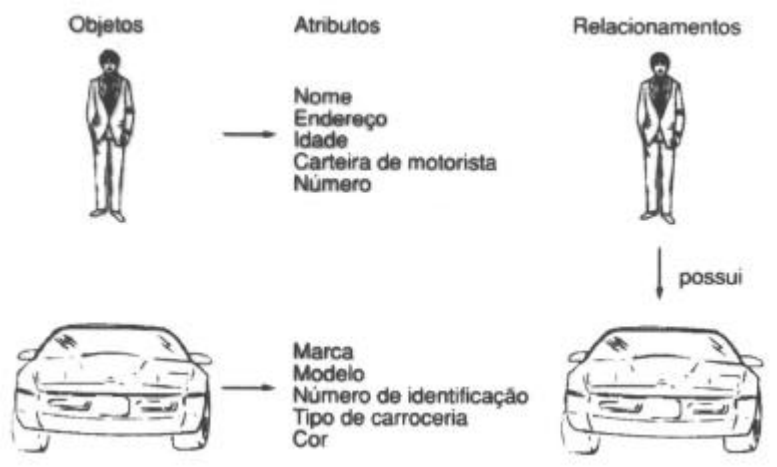 Objetos
Atributos
Relacionamentos
Nome
Endereço
Idade
Carteira de motorista
Número
possui
Marca
Modelo
Número de identificação
Tipo de carroceria
Cor